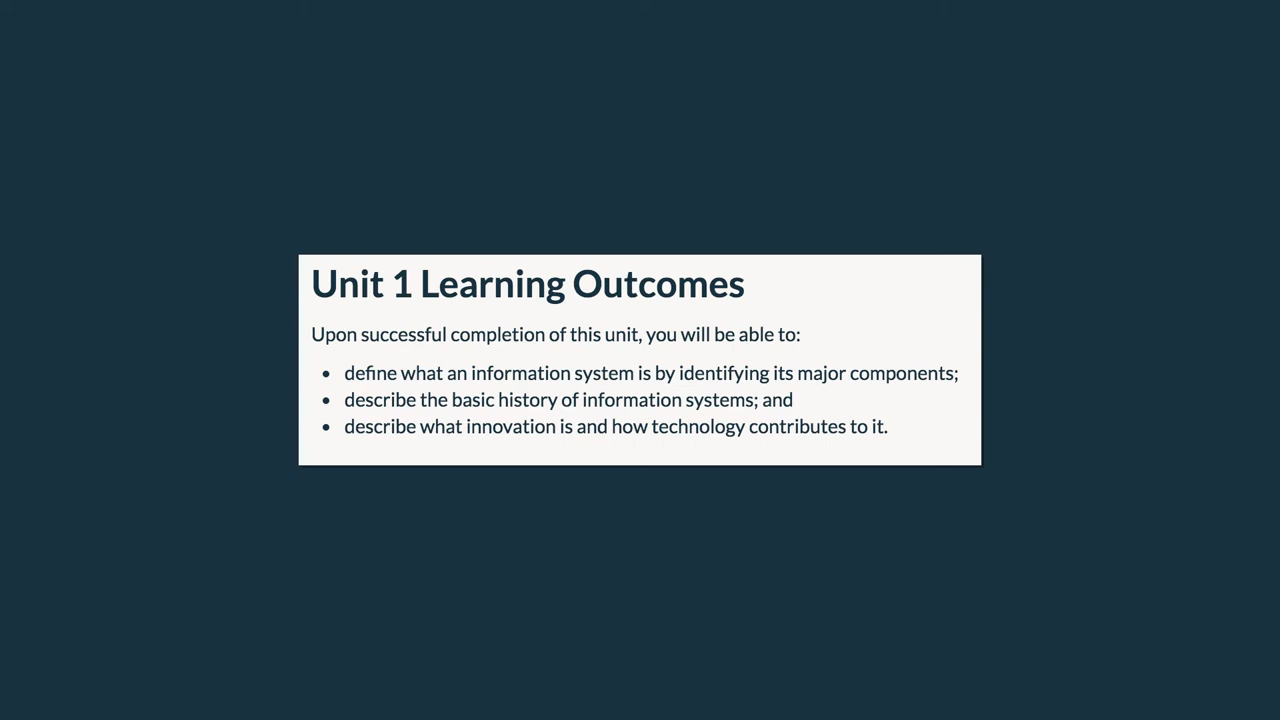 Unit 1 Learning Outcomes
Upon successful completion of this unit, you will be able to:
• define what an information system is by identifying its major components;
• describe the basic history of information systems; and
• describe what innovation is and how technology contributes to it.